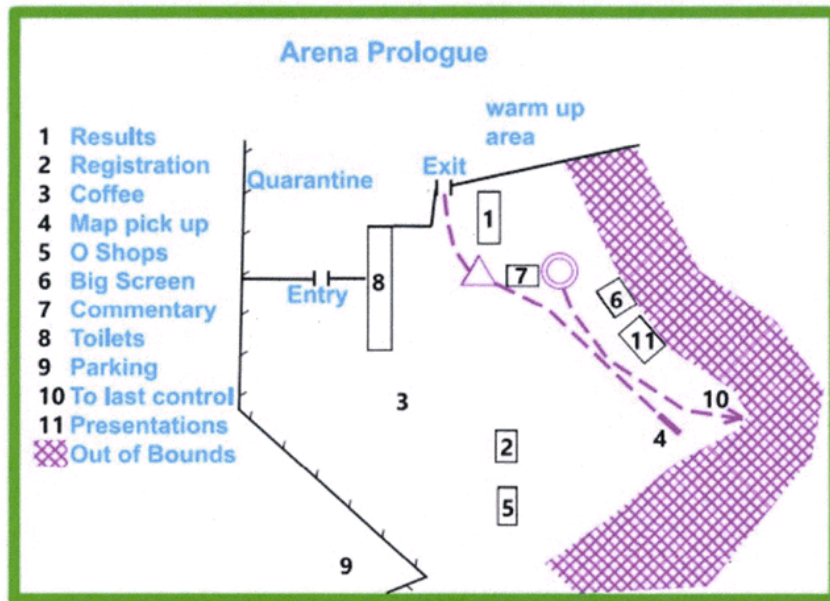 Arena Prologue
warm up
area
1 Results
2 Registration
3 Coffee
4 Map pick up
5 O Shops
6 Big Screen
7 Commentary
8 Toilets
9 Parking
10 To last control
11 Presentations
Out of Bounds
Quarantine
Exit
1
Entry
8
7
6
11
3
10
2
4
5
9